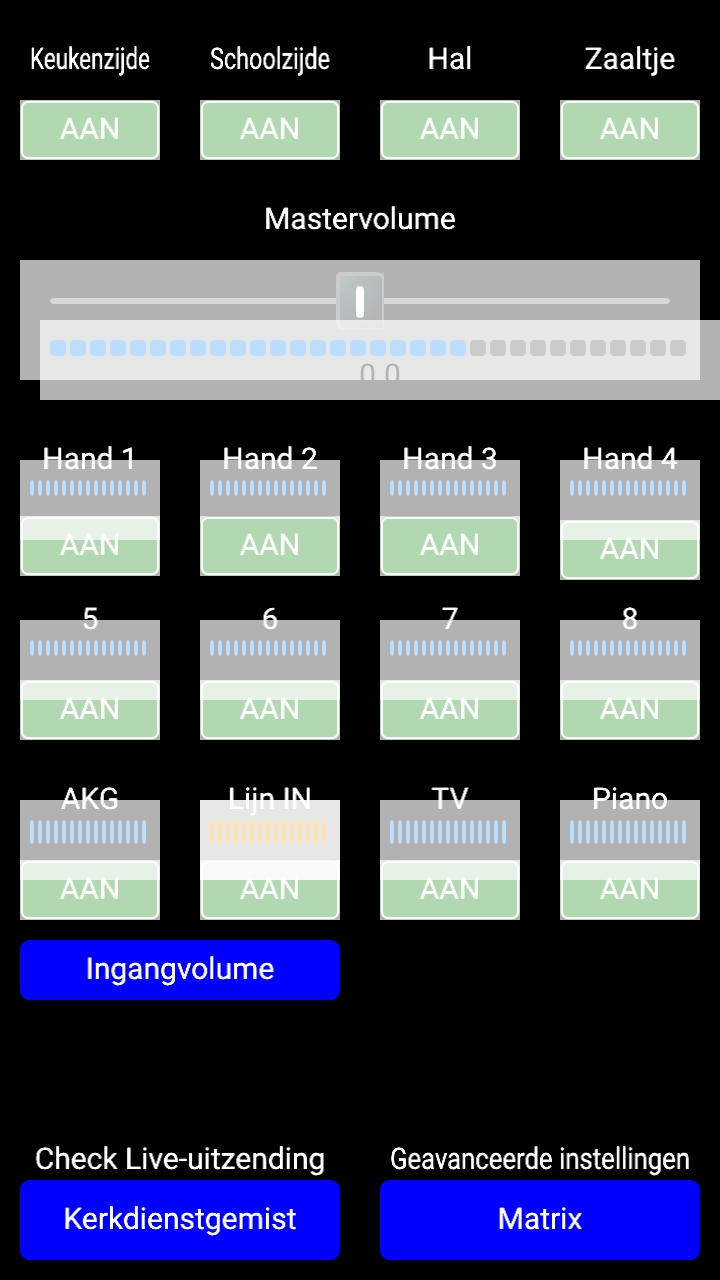 Keukenzijde Schoolzijde Hal Zaaltje
AAN AAN AAN AAN
Mastervolume
0.0
Hand 1 Hand 2 Hand 3 Hand 4
AAN AAN AAN AAN
5 6 7 8
AAN AAN AAN AAN
AKG Lijn IN TV Piano
AAN AAN AAN AAN
Ingangvolume
Check Live-uitzending Geavanceerde instellingen
Kerkdienstgemist Matrix